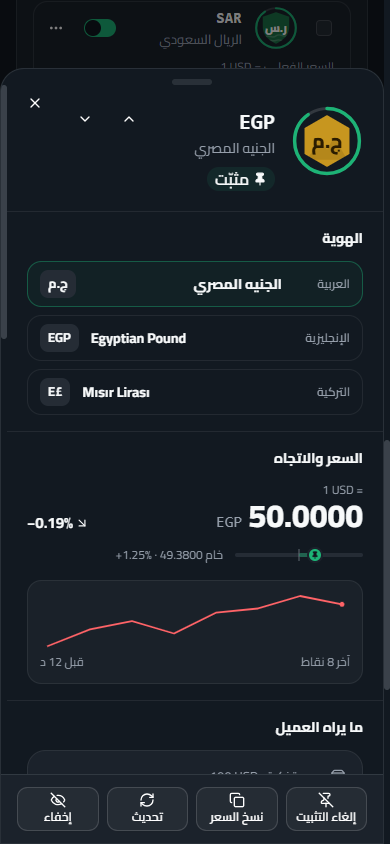 SAR
الريال السعودي
ر.س
EGP
الجنيه المصري
مثبّت
ج.م
الهوية
العربية
الجنيه المصري
ج.م
الإنجليزية
Egyptian Pound
EGP
التركية
Mısır Lirası
E£
السعر والاتجاه
1 USD =
50.0000 EGP
−0.19%
خام 49.3800 · +1.25%
آخر 8 نقاط
قبل 12 د
ما يراه العميل
إلغاء التثبيت
نسخ السعر
تحديث
إخفاء